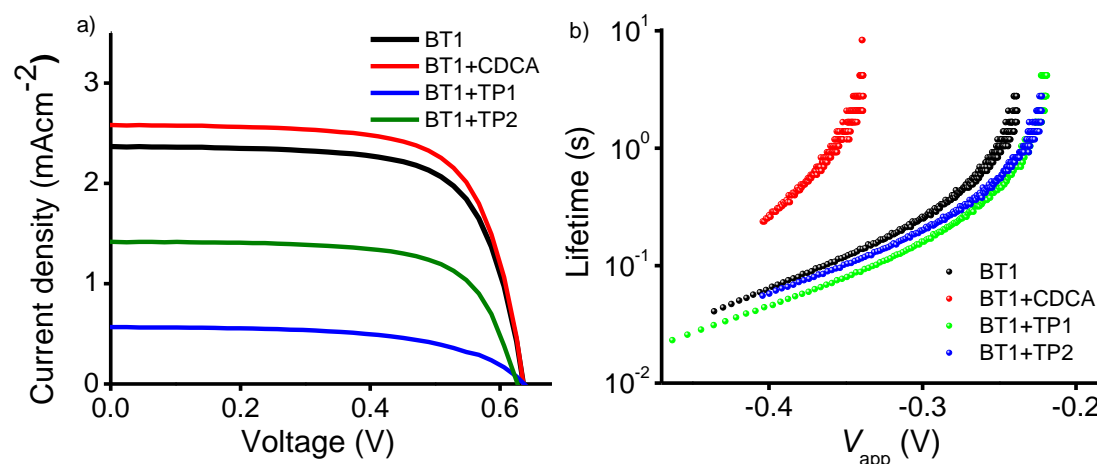 a)
BT1
BT1+CDCA
BT1+TP1
BT1+TP2
Current density (mAcm⁻²)
3
2
1
0
0.0
0.2
0.4
0.6
Voltage (V)
b)
Lifetime (s)
10¹
10⁰
10⁻¹
10⁻²
BT1
BT1+CDCA
BT1+TP1
BT1+TP2
-0.4
-0.3
-0.2
V_app (V)